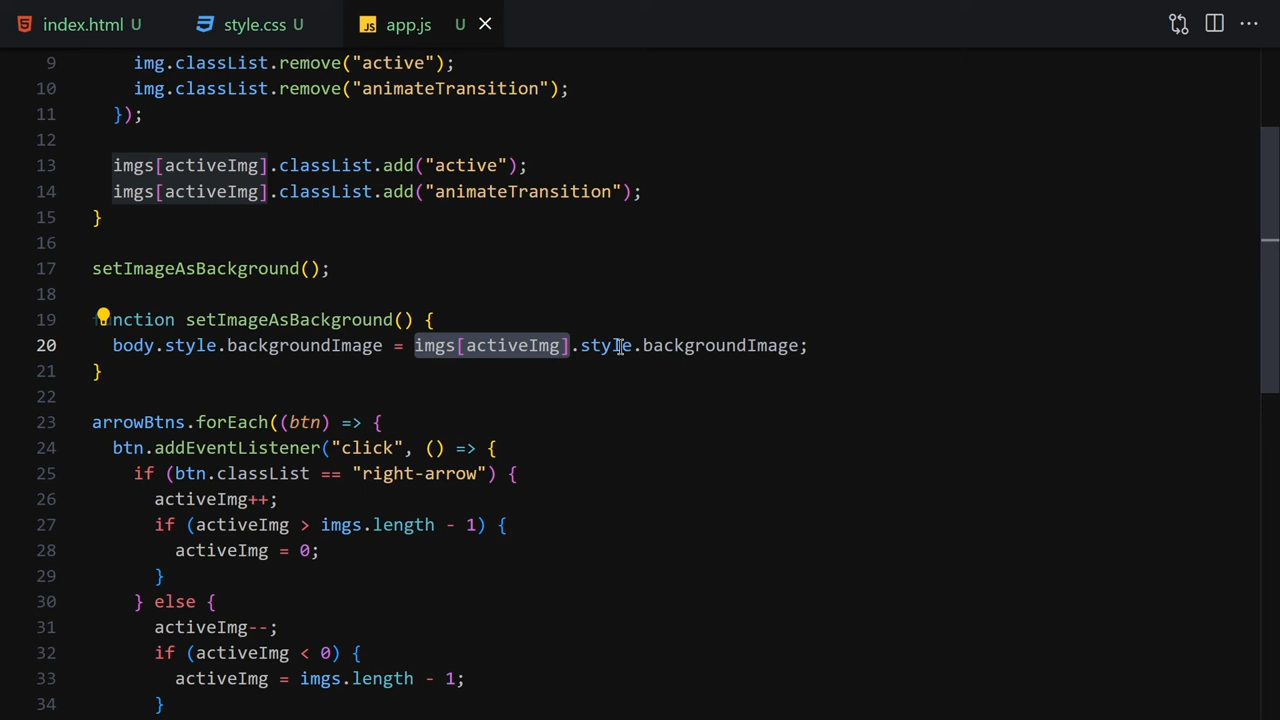 index.html U style.css U JS app.js U
9 img.classList.remove("active");
10 img.classList.remove("animateTransition");
11 });
12
13 imgs[activeImg].classList.add("active");
14 imgs[activeImg].classList.add("animateTransition");
15 }
16
17 setImageAsBackground();
18
19 function setImageAsBackground() {
20 body.style.backgroundImage = imgs[activeImg].style.backgroundImage;
21 }
22
23 arrowBtns.forEach((btn) => {
24 btn.addEventListener("click", () => {
25 if (btn.classList == "right-arrow") {
26 activeImg++;
27 if (activeImg > imgs.length - 1) {
28 activeImg = 0;
29 }
30 } else {
31 activeImg--;
32 if (activeImg < 0) {
33 activeImg = imgs.length - 1;
34 }